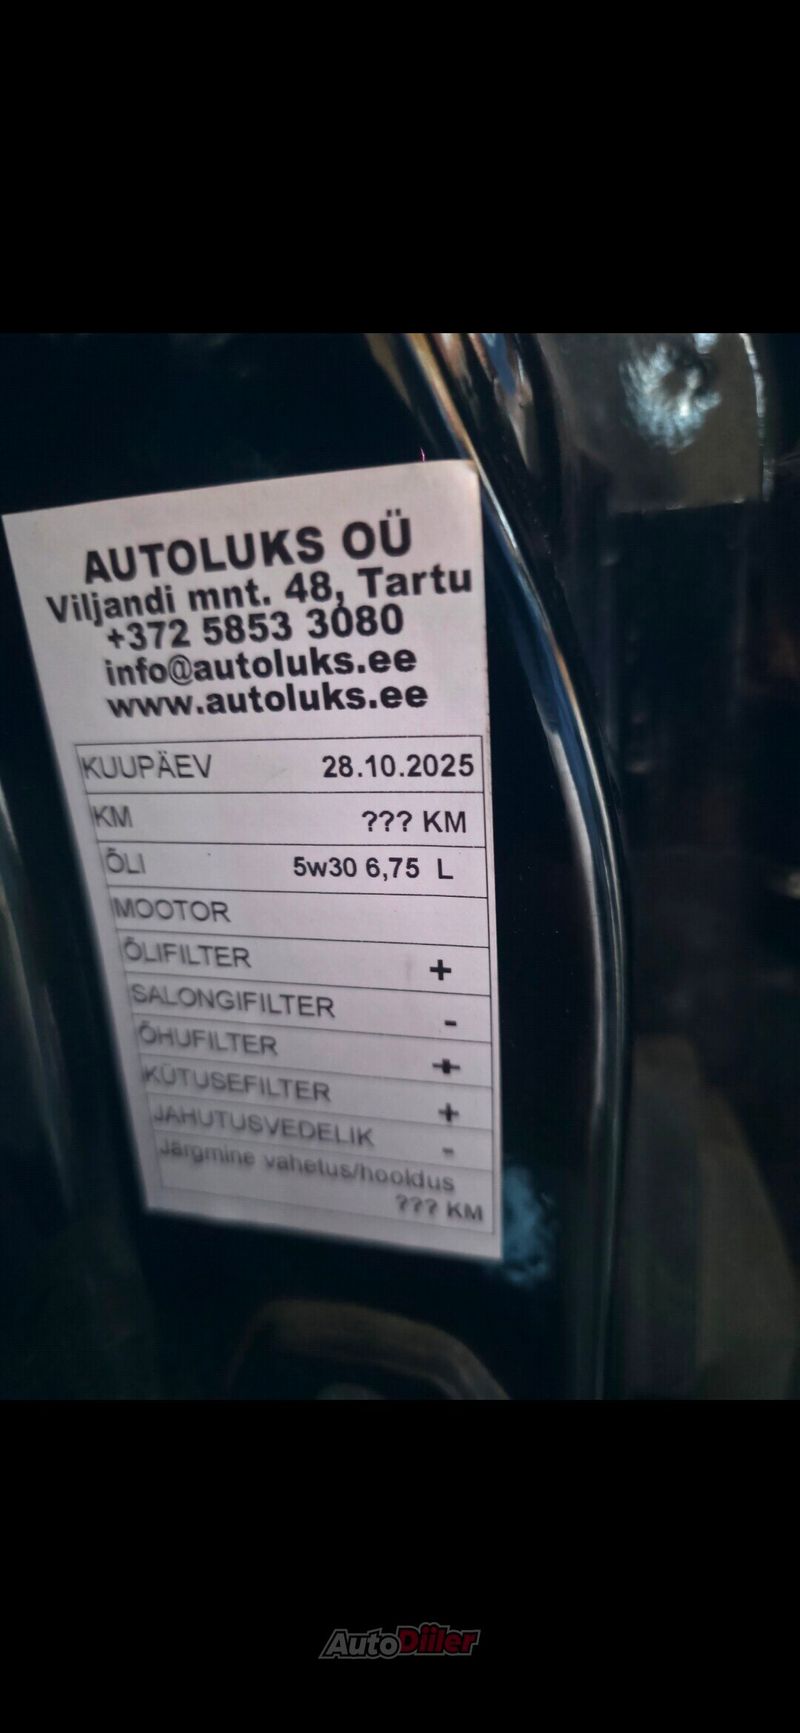 AUTOLUKS OÜ
Viljandi mnt. 48, Tartu
+372 5853 3080
info@autoluks.ee
www.autoluks.ee
KUUPÄEV 28.10.2025
KM ??? KM
ÕLI 5w30 6,75 L
MOOTOR
ÕLIFILTER +
SALONGIFILTER -
ÕHUFILTER +
KÜTUSEFILTER +
JAHUTUSVEDELIK -
Järgmine vahetus/hooldus
??? KM
AutoDiiler